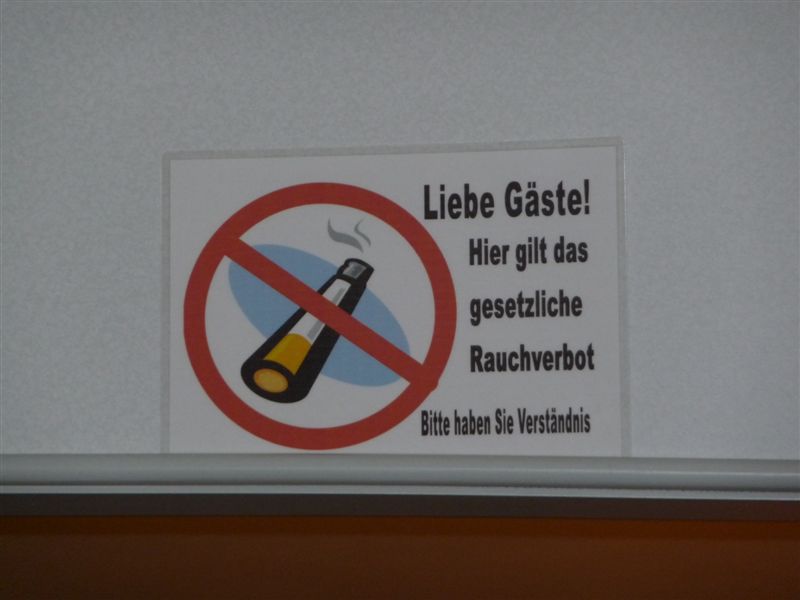 Liebe Gäste!
Hier gilt das
gesetzliche
Rauchverbot
Bitte haben Sie Verständnis